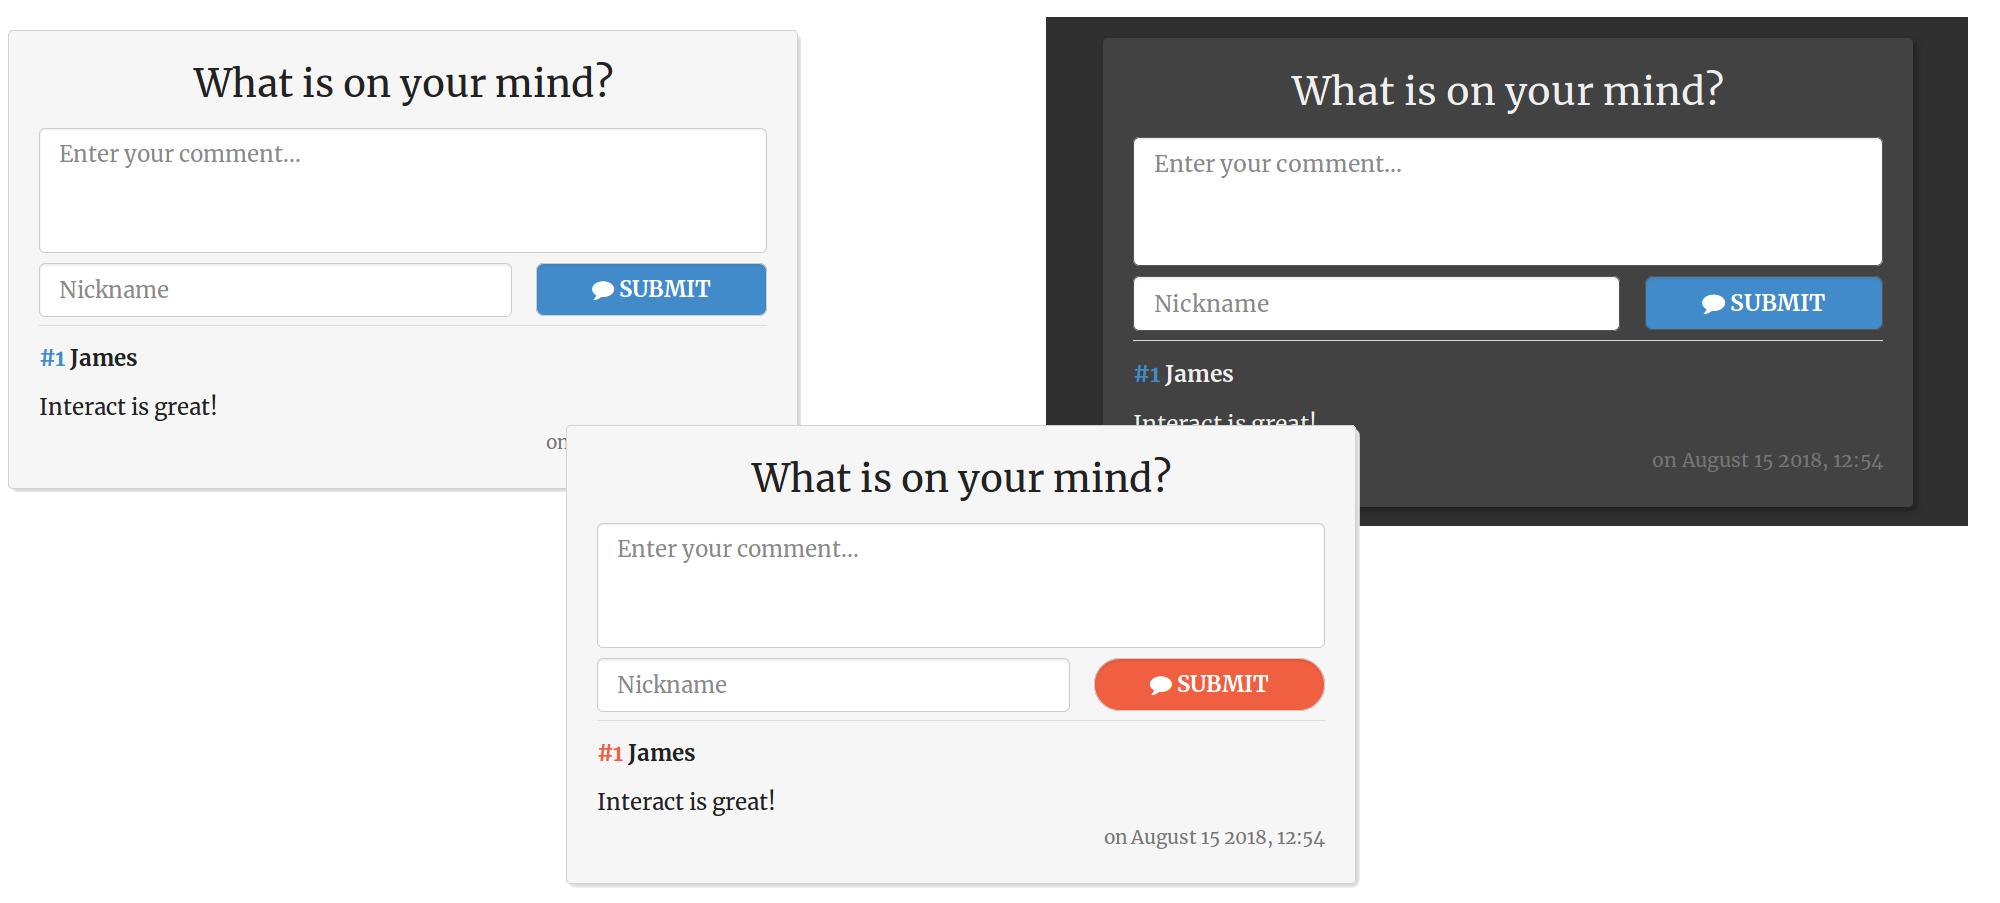 What is on your mind?
Enter your comment...
Nickname
SUBMIT
#1 James
Interact is great!
on
What is on your mind?
Enter your comment...
Nickname
SUBMIT
#1 James
Interact is great!
on August 15 2018, 12:54
What is on your mind?
Enter your comment...
Nickname
SUBMIT
#1 James
Interact is great!
on August 15 2018, 12:54